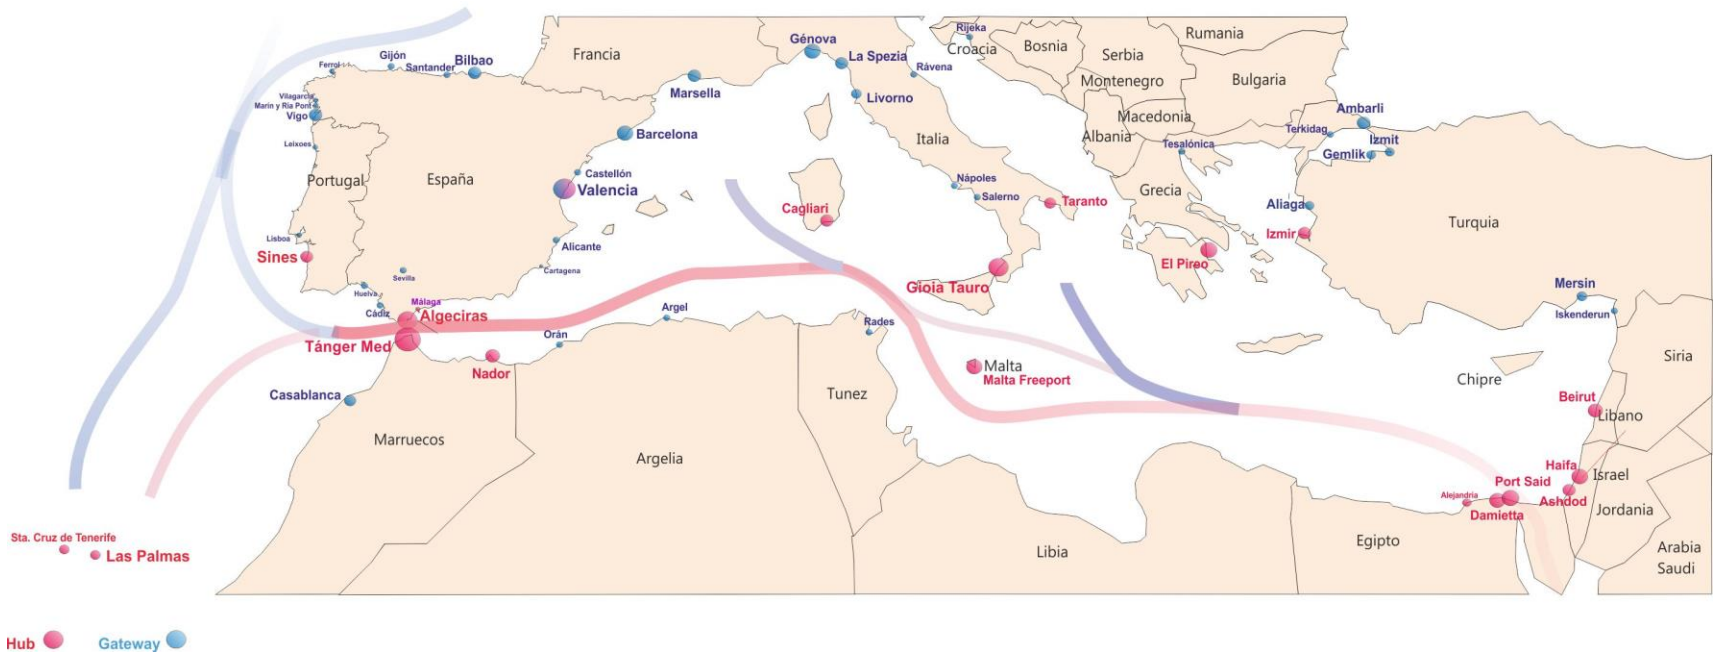 Rijeka
Croacia
Bosnia
Serbia
Rumania
Montenegro
Bulgaria
Macedonia
Albania
Génova
La Spezia
Rávena
Livorno
Italia
Francia
Marsella
Ferrol
Gijón
Santander
Bilbao
Vilagarcía
Marín y Ria Pont
Vigo
Leixoes
Portugal
España
Barcelona
Castellón
Valencia
Alicante
Cartagena
Lisboa
Sines
Sevilla
Huelva
Cádiz
Málaga
Algeciras
Tánger Med
Nador
Orán
Argel
Casablanca
Marruecos
Argelia
Rades
Tunez
Cagliari
Nápoles
Salerno
Taranto
Gioia Tauro
Malta
Malta Freeport
Tesalónica
Grecia
El Pireo
Ambarli
Terkidag
Izmit
Gemlik
Aliaga
Izmir
Turquia
Mersin
Iskenderun
Chipre
Siria
Beirut
Libano
Haifa
Israel
Ashdod
Jordania
Port Said
Alejandría
Damietta
Egipto
Libia
Arabia
Saudi
Sta. Cruz de Tenerife
Las Palmas
Hub
Gateway